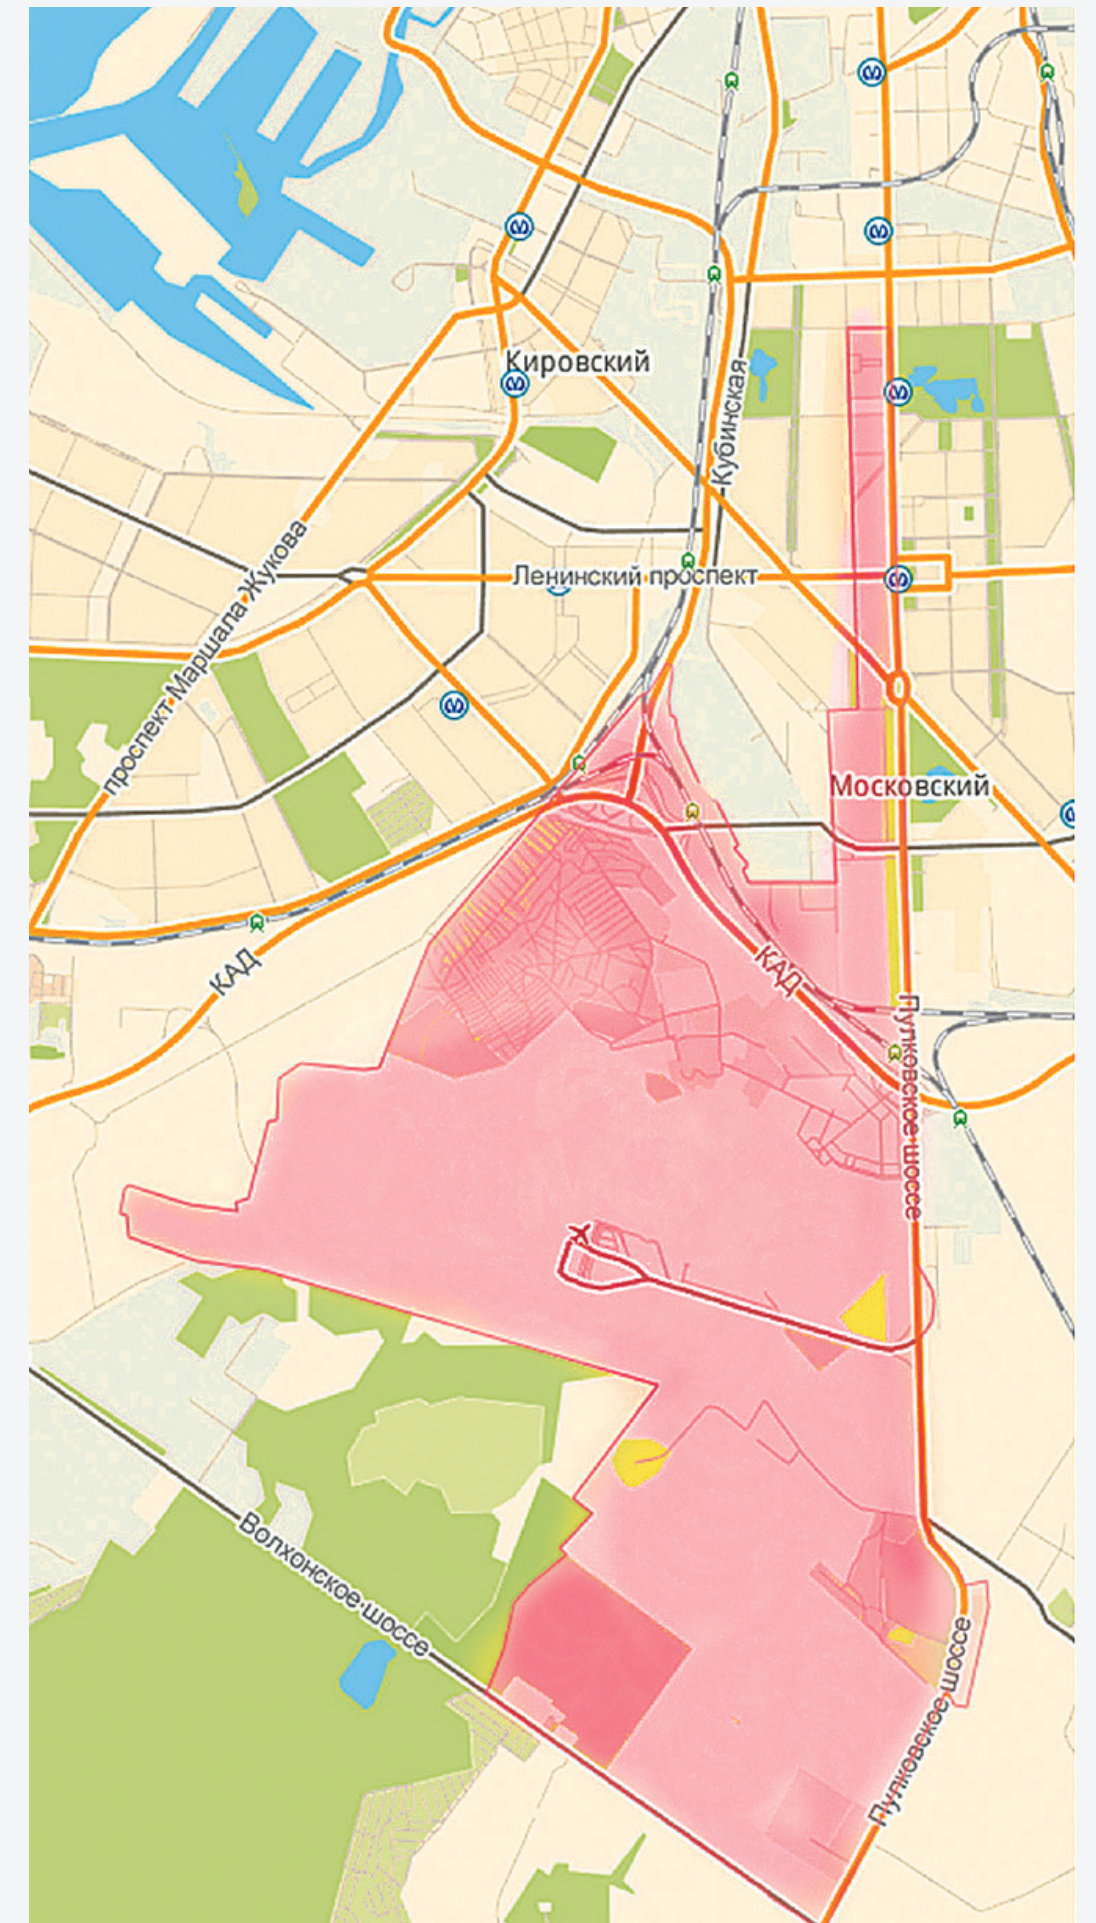 Кировский
Кубинская
Ленинский проспект
проспект Маршала Жукова
Московский
КАД
КАД
Пулковское шоссе
Волхонское шоссе
Пулковское шоссе